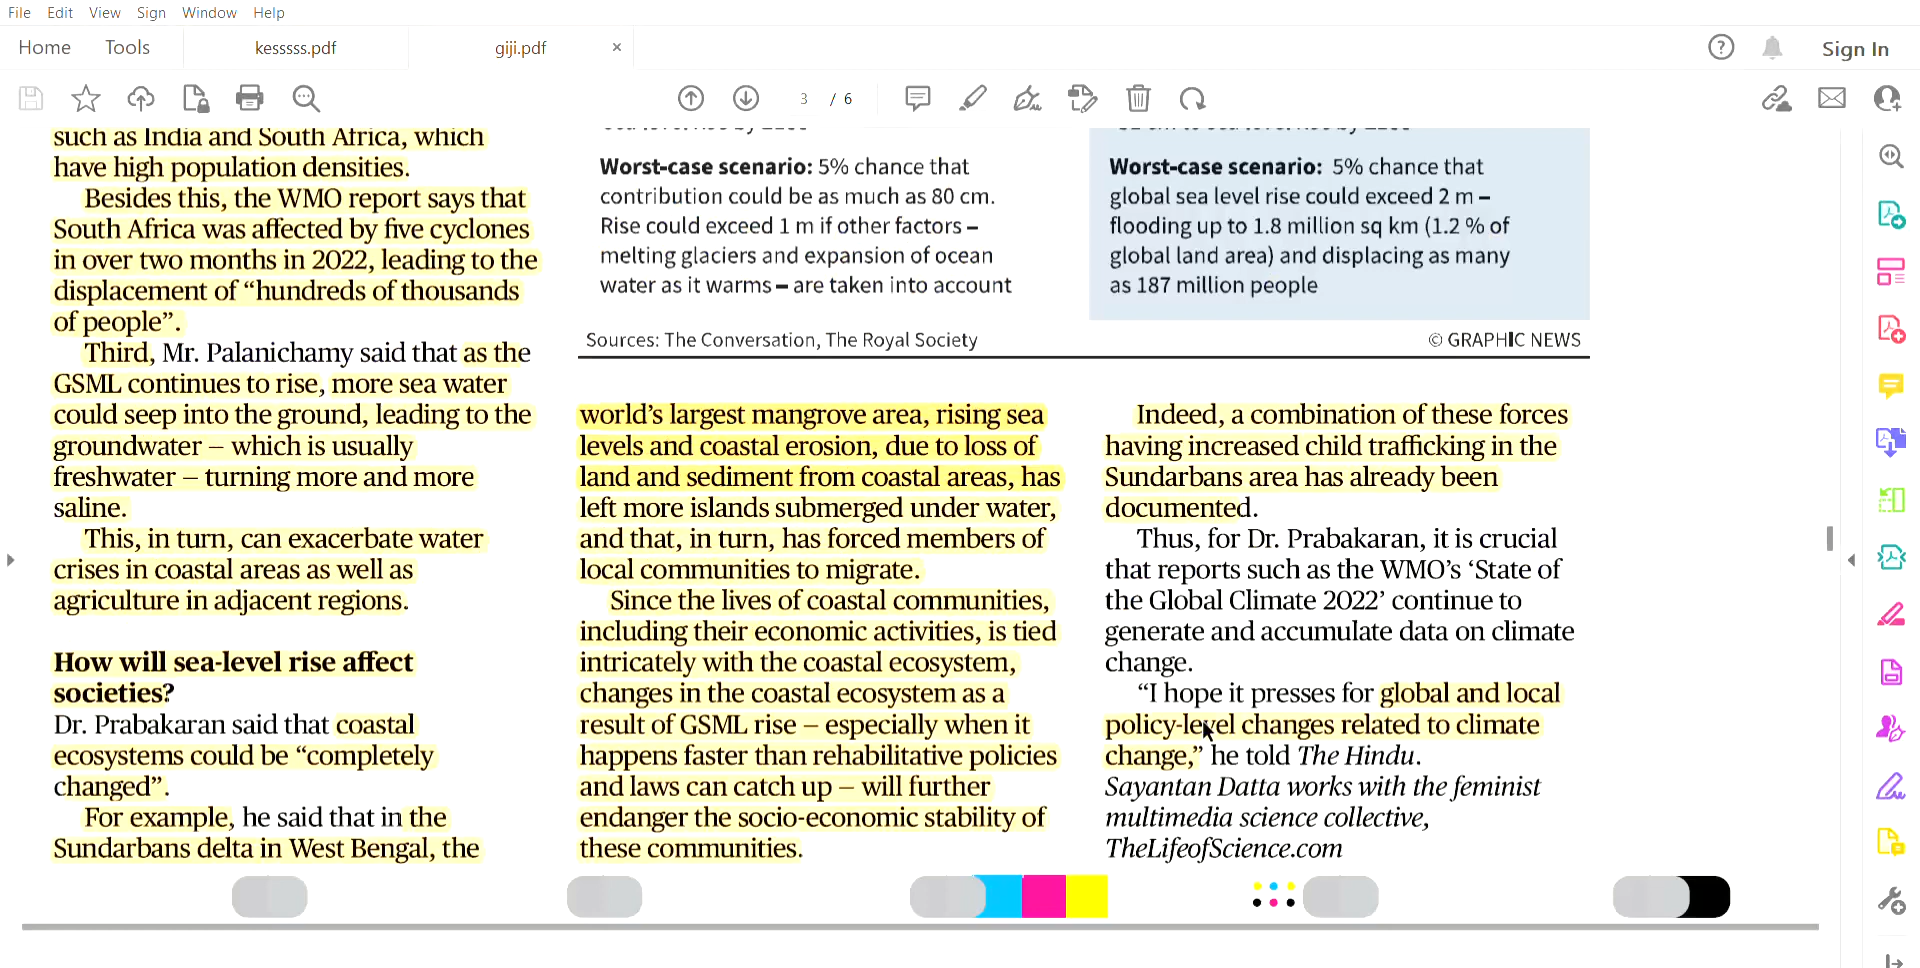 File Edit View Sign Window Help
Home Tools kesssss.pdf giji.pdf × Sign In
3 / 6
such as India and South Africa, which
have high population densities.
Besides this, the WMO report says that
South Africa was affected by five cyclones
in over two months in 2022, leading to the
displacement of “hundreds of thousands
of people”.
Third, Mr. Palanichamy said that as the
GSML continues to rise, more sea water
could seep into the ground, leading to the
groundwater – which is usually
freshwater – turning more and more
saline.
This, in turn, can exacerbate water
crises in coastal areas as well as
agriculture in adjacent regions.
How will sea-level rise affect
societies?
Dr. Prabakaran said that coastal
ecosystems could be “completely
changed”.
For example, he said that in the
Sundarbans delta in West Bengal, the
Worst-case scenario: 5% chance that
contribution could be as much as 80 cm.
Rise could exceed 1 m if other factors –
melting glaciers and expansion of ocean
water as it warms – are taken into account
Worst-case scenario: 5% chance that
global sea level rise could exceed 2 m –
flooding up to 1.8 million sq km (1.2 % of
global land area) and displacing as many
as 187 million people
Sources: The Conversation, The Royal Society
© GRAPHIC NEWS
world’s largest mangrove area, rising sea
levels and coastal erosion, due to loss of
land and sediment from coastal areas, has
left more islands submerged under water,
and that, in turn, has forced members of
local communities to migrate.
Since the lives of coastal communities,
including their economic activities, is tied
intricately with the coastal ecosystem,
changes in the coastal ecosystem as a
result of GSML rise – especially when it
happens faster than rehabilitative policies
and laws can catch up – will further
endanger the socio-economic stability of
these communities.
Indeed, a combination of these forces
having increased child trafficking in the
Sundarbans area has already been
documented.
Thus, for Dr. Prabakaran, it is crucial
that reports such as the WMO’s ‘State of
the Global Climate 2022’ continue to
generate and accumulate data on climate
change.
“I hope it presses for global and local
policy-level changes related to climate
change,” he told The Hindu.
Sayantan Datta works with the feminist
multimedia science collective,
TheLifeofScience.com